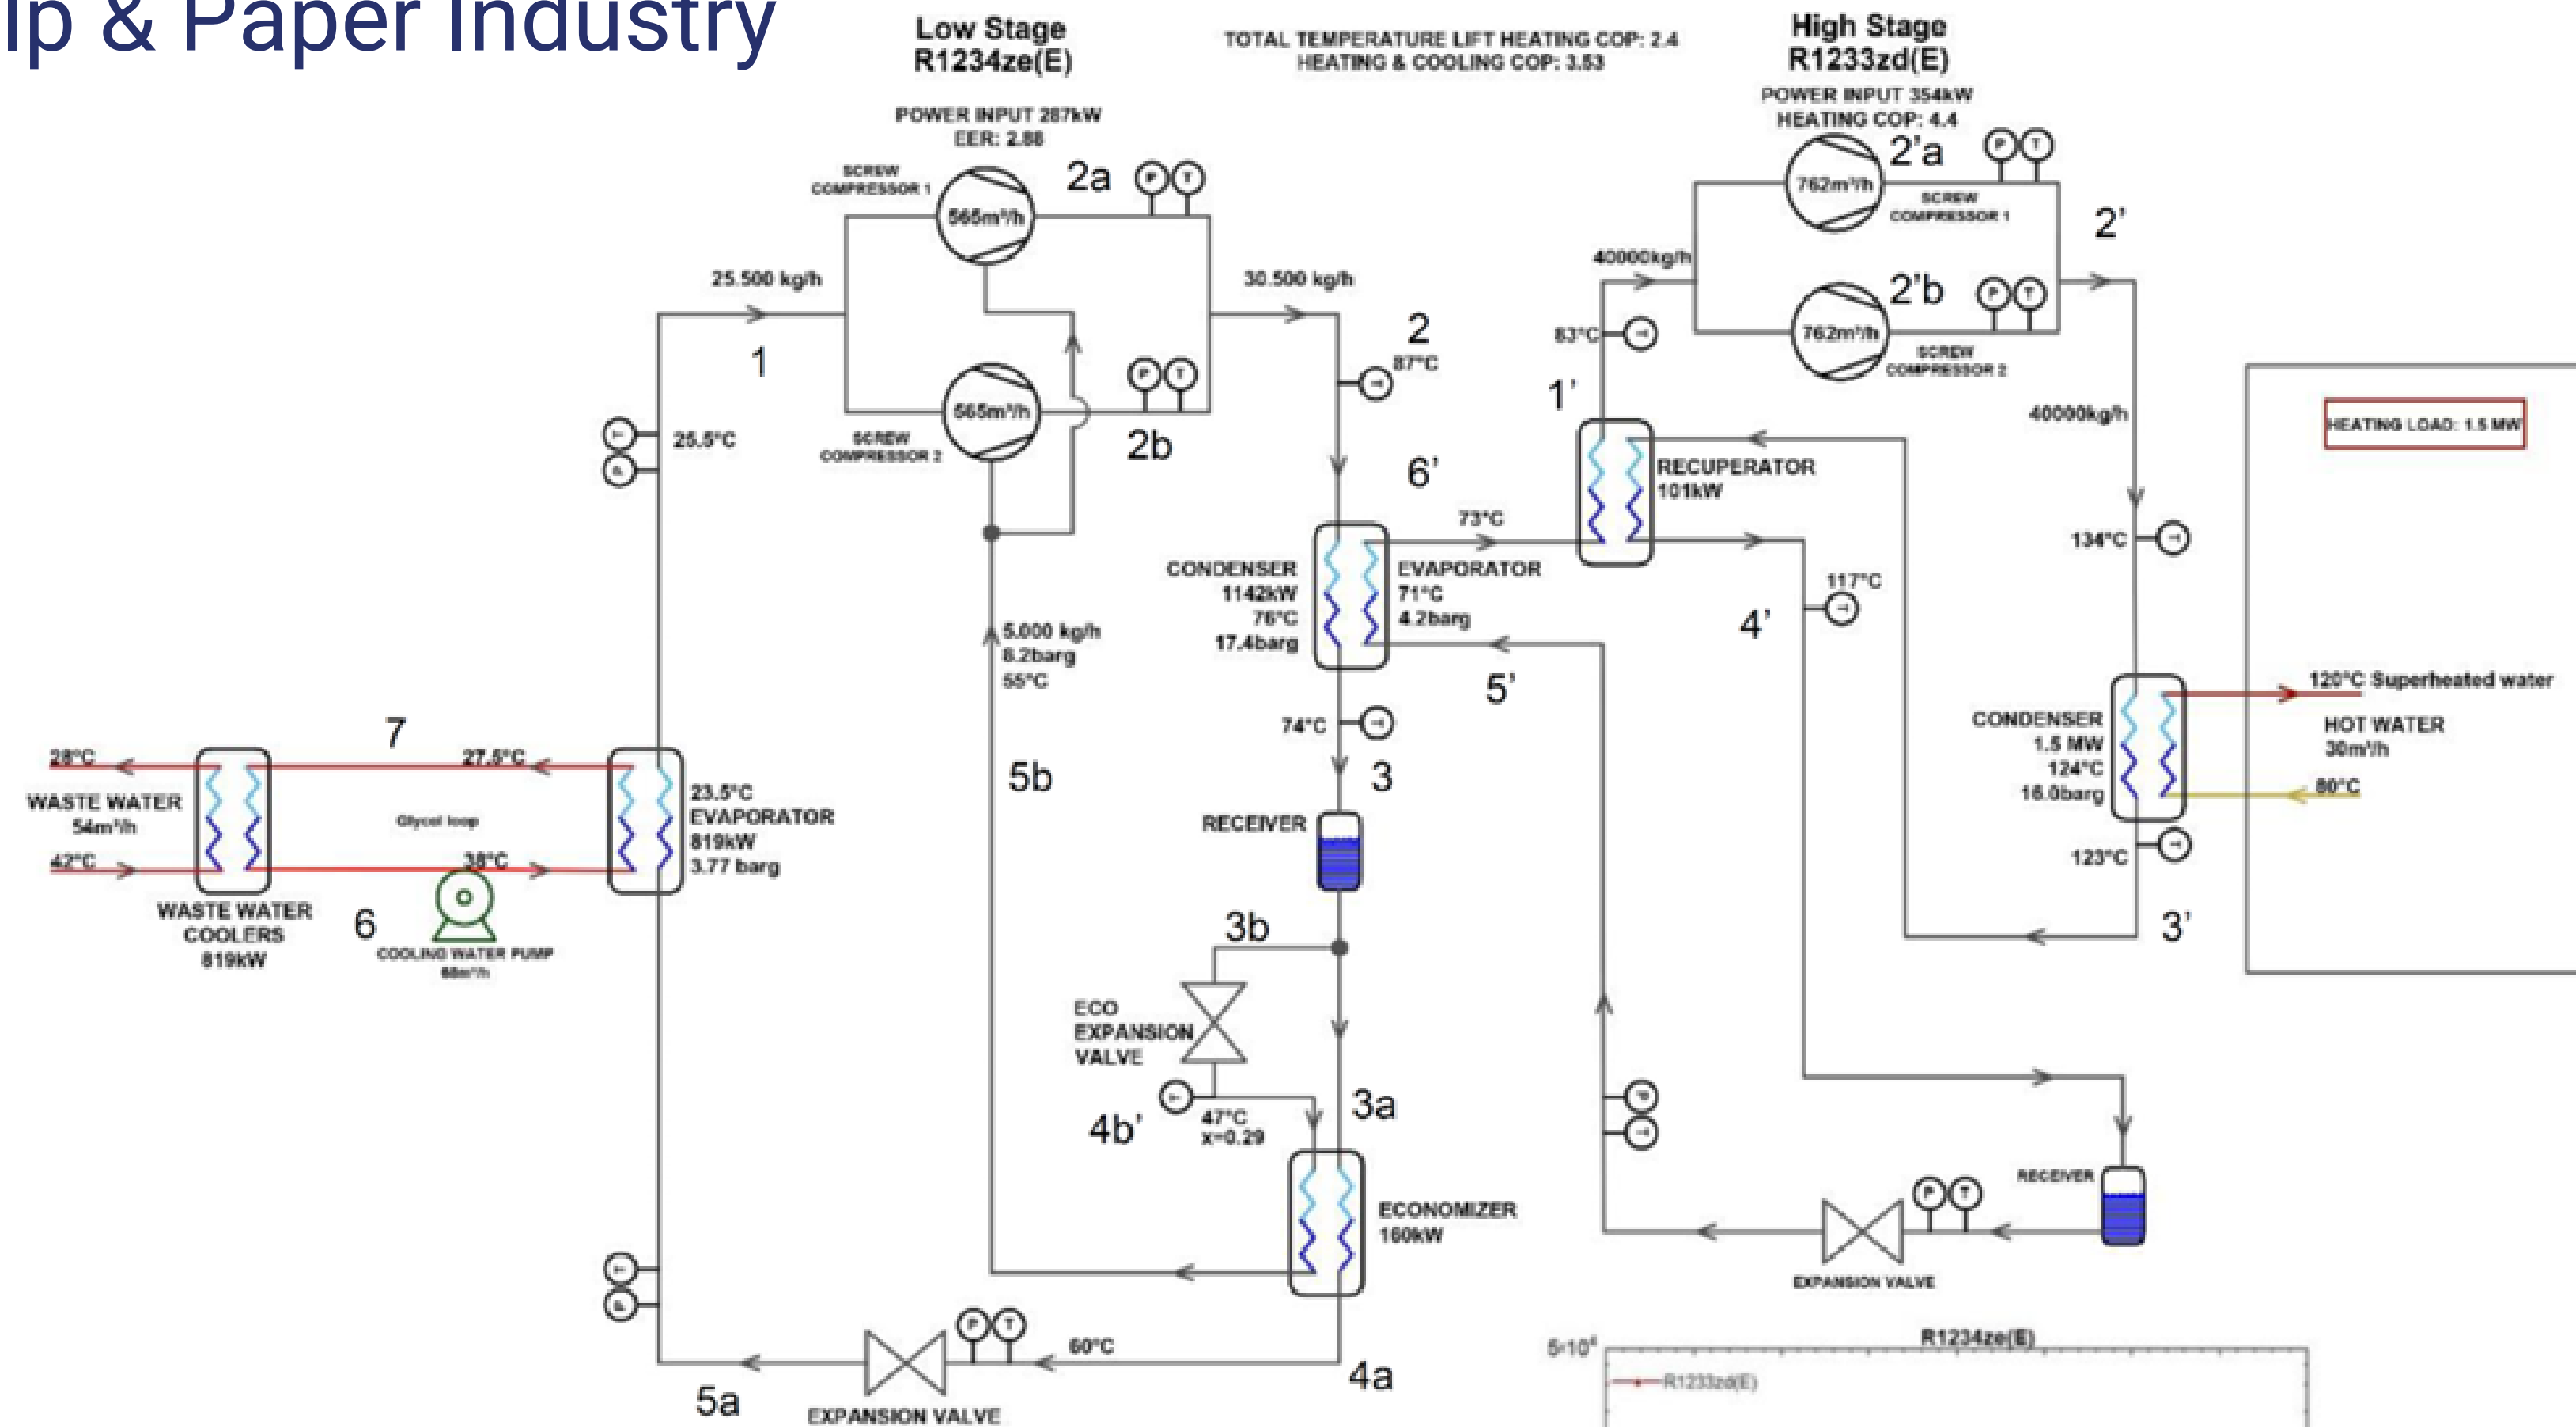 lp & Paper Industry
Low Stage
R1234ze(E)
TOTAL TEMPERATURE LIFT HEATING COP: 2.4
HEATING & COOLING COP: 3.53
High Stage
R1233zd(E)
POWER INPUT 287kW
EER: 2.88
POWER INPUT 354kW
HEATING COP: 4.4
SCREW
COMPRESSOR 1
565m³/h
2a
P
T
762m³/h
2'a
P
T
SCREW
COMPRESSOR 1
2'
25.500 kg/h
30.500 kg/h
40000kg/h
2'b
P
T
762m³/h
SCREW
COMPRESSOR 2
1
2
87°C
T
83°C
T
1'
565m³/h
P
T
SCREW
COMPRESSOR 2
2b
T
P
25.5°C
40000kg/h
HEATING LOAD: 1.5 MW
6'
RECUPERATOR
101kW
73°C
134°C
T
CONDENSER
1142kW
76°C
17.4barg
EVAPORATOR
71°C
4.2barg
117°C
T
4'
5.000 kg/h
8.2barg
55°C
5'
120°C Superheated water
HOT WATER
30m³/h
80°C
CONDENSER
1.5 MW
124°C
16.0barg
74°C
T
3
7
5b
28°C
27.5°C
WASTE WATER
54m³/h
Glycol loop
42°C
38°C
23.5°C
EVAPORATOR
819kW
3.77 barg
RECEIVER
123°C
T
3'
WASTE WATER
COOLERS
819kW
6
COOLING WATER PUMP
3b
ECO
EXPANSION
VALVE
T
4b'
47°C
x=0.29
3a
P
T
ECONOMIZER
160kW
RECEIVER
P
T
EXPANSION VALVE
T
P
P
T
60°C
4a
5a
EXPANSION VALVE
R1234ze(E)
5·10⁴
R1233zd(E)